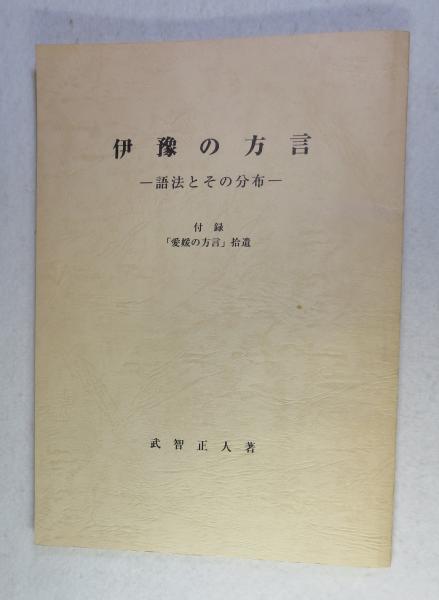 伊豫の方言
―語法とその分布―
付録
「愛媛の方言」拾遺
武智正人著